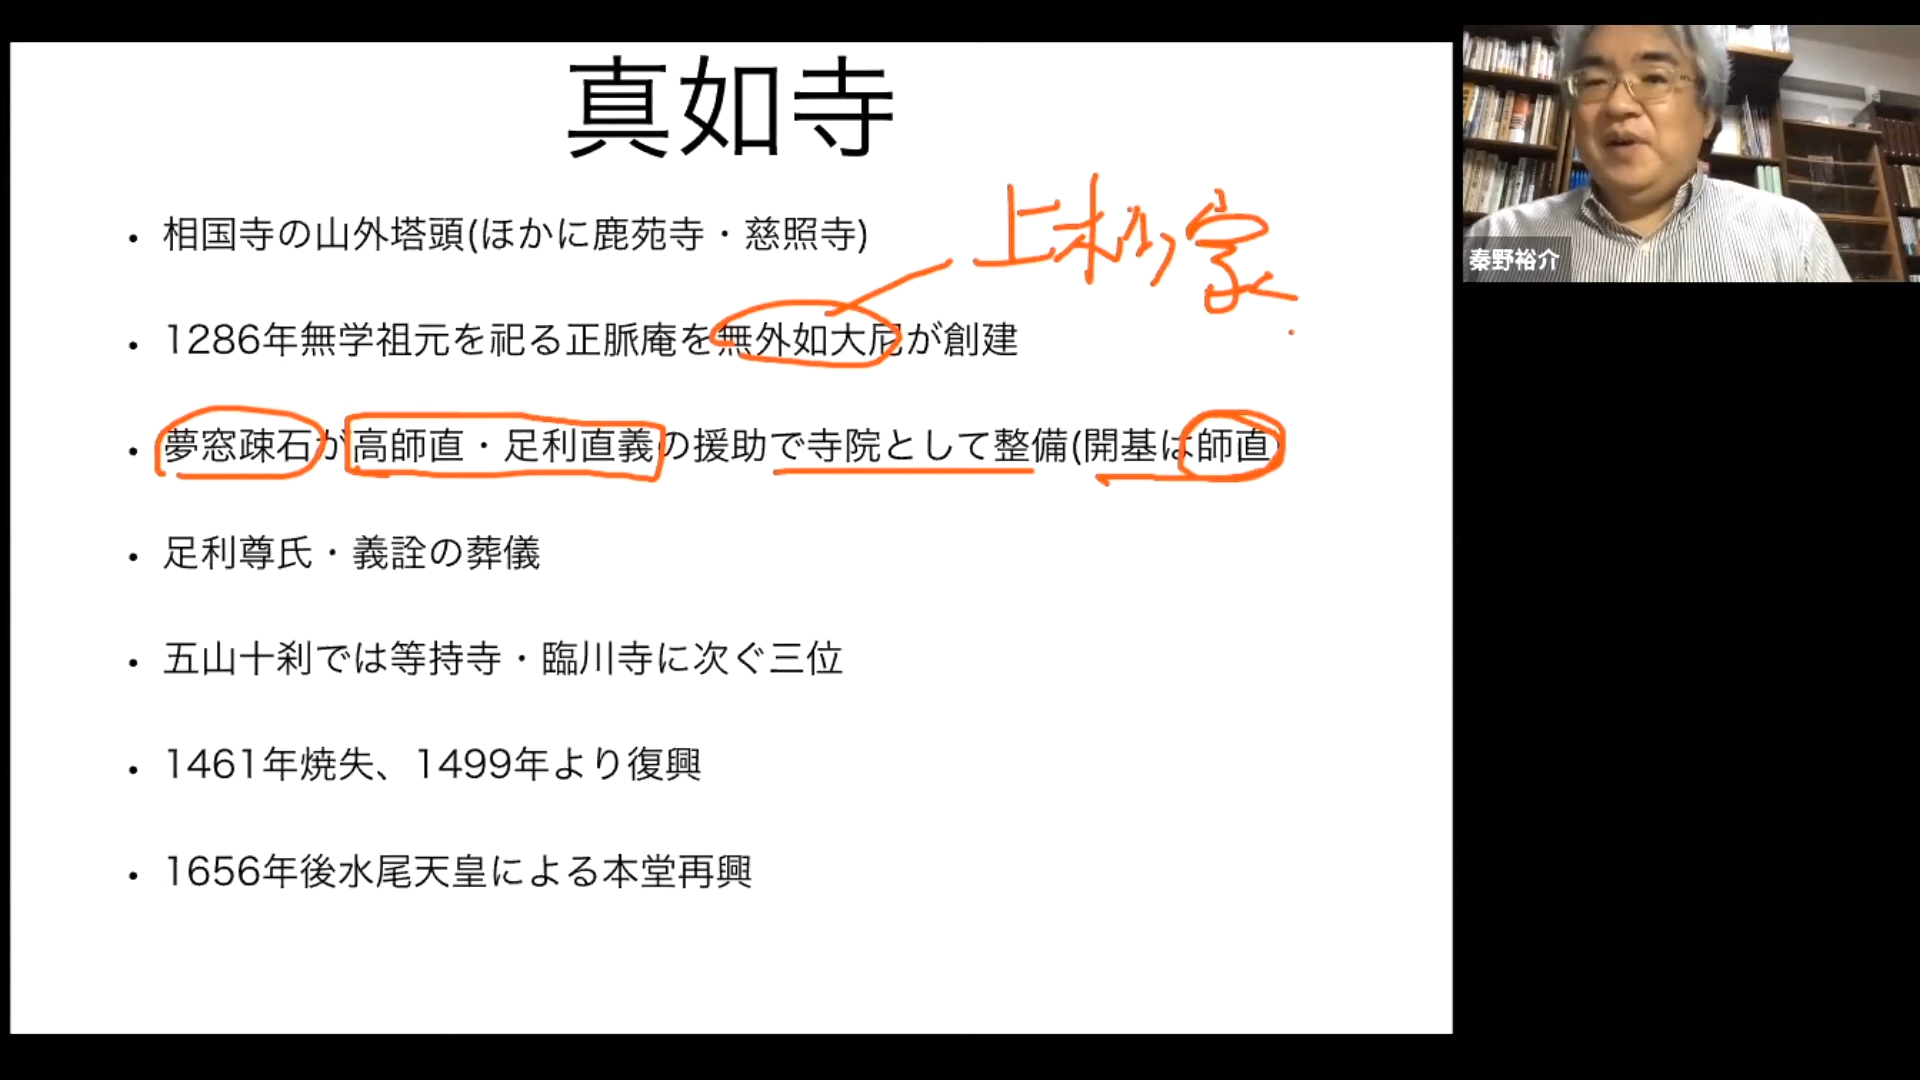 真如寺
• 相国寺の山外塔頭(ほかに鹿苑寺・慈照寺)
上杉家
• 1286年無学祖元を祀る正脈庵を無外如大尼が創建
• 夢窓疎石が高師直・足利直義の援助で寺院として整備(開基は師直)
• 足利尊氏・義詮の葬儀
• 五山十刹では等持寺・臨川寺に次ぐ三位
• 1461年焼失、1499年より復興
• 1656年後水尾天皇による本堂再興
秦野裕介